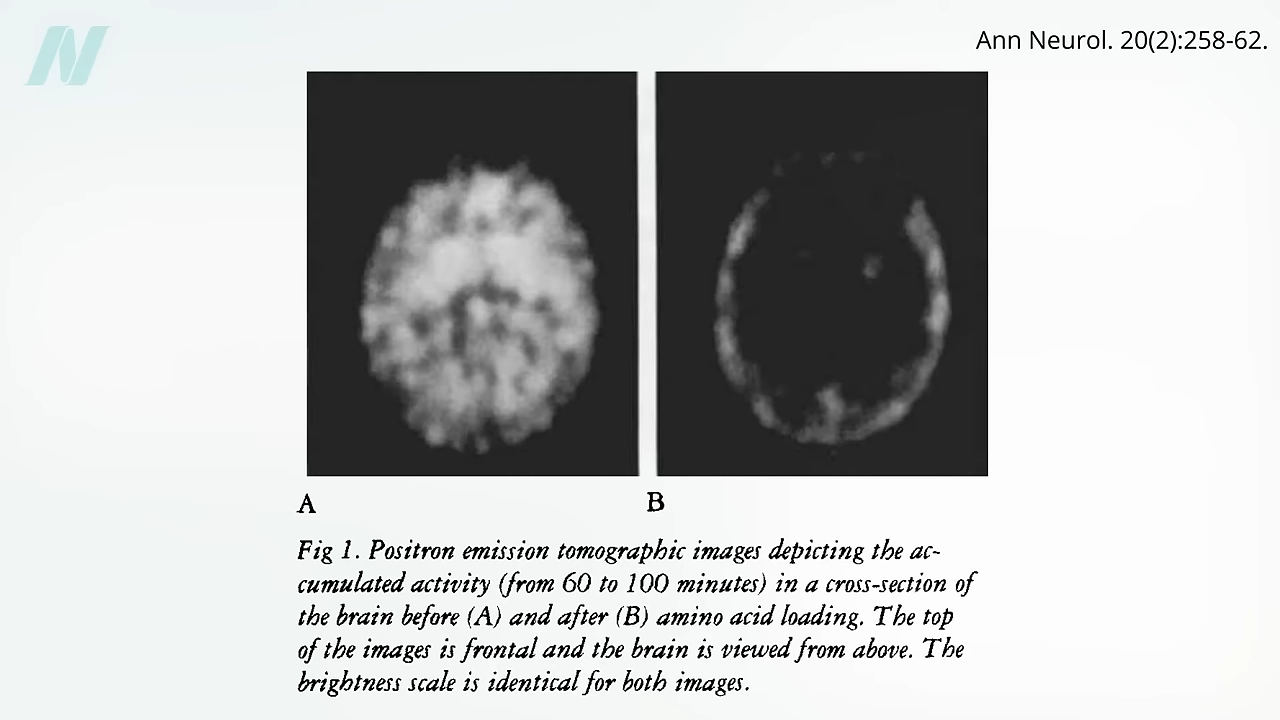 N
Ann Neurol. 20(2):258-62.
A
B
Fig 1. Positron emission tomographic images depicting the ac-
cumulated activity (from 60 to 100 minutes) in a cross-section of
the brain before (A) and after (B) amino acid loading. The top
of the images is frontal and the brain is viewed from above. The
brightness scale is identical for both images.